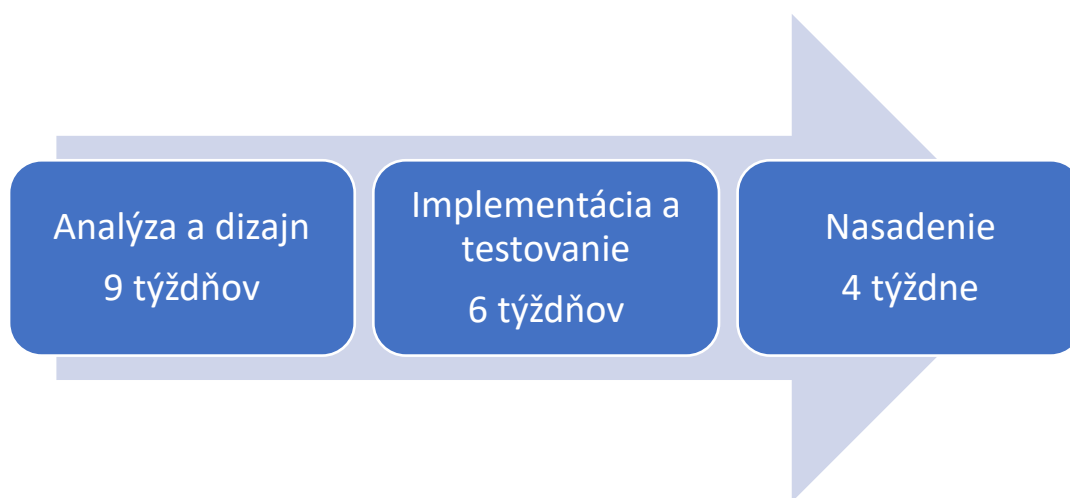 Analýza a dizajn
9 týždňov
Implementácia a
testovanie
6 týždňov
Nasadenie
4 týždne